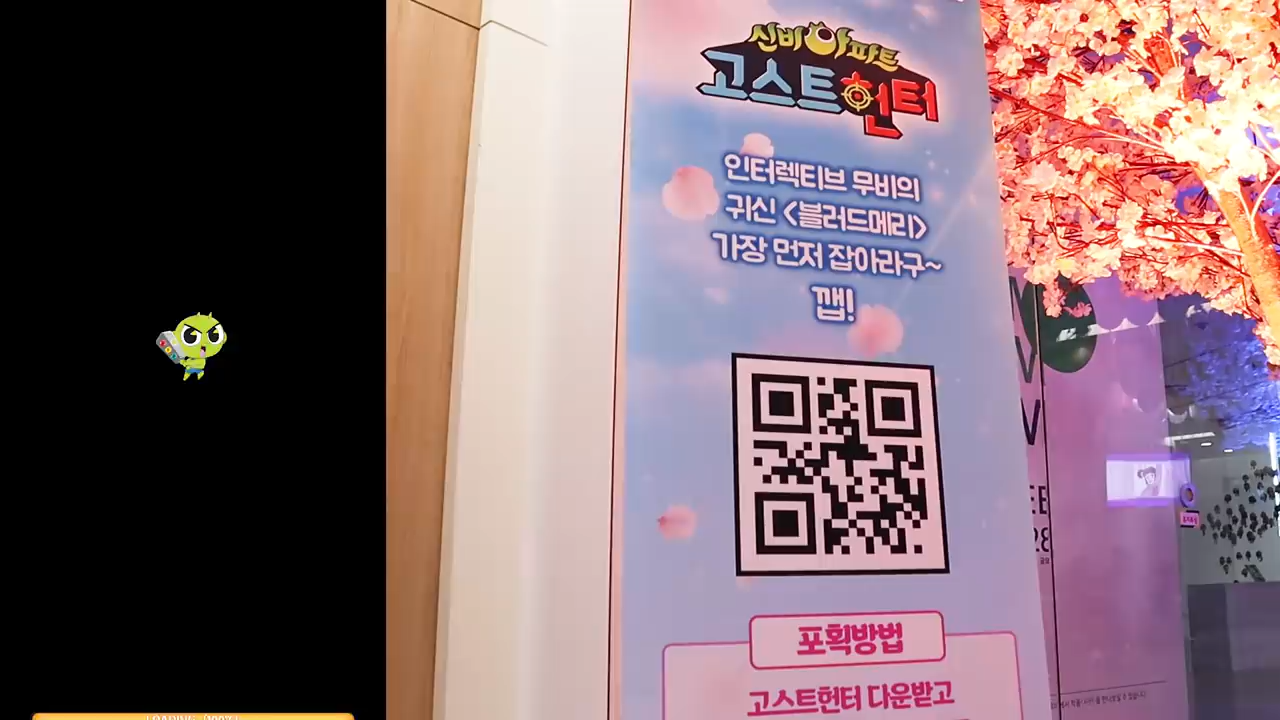 신비아파트
고스트헌터
인터렉티브 무비의
귀신 <블러드메리>
가장 먼저 잡아라구~
깹!
포획방법
고스트헌터 다운받고